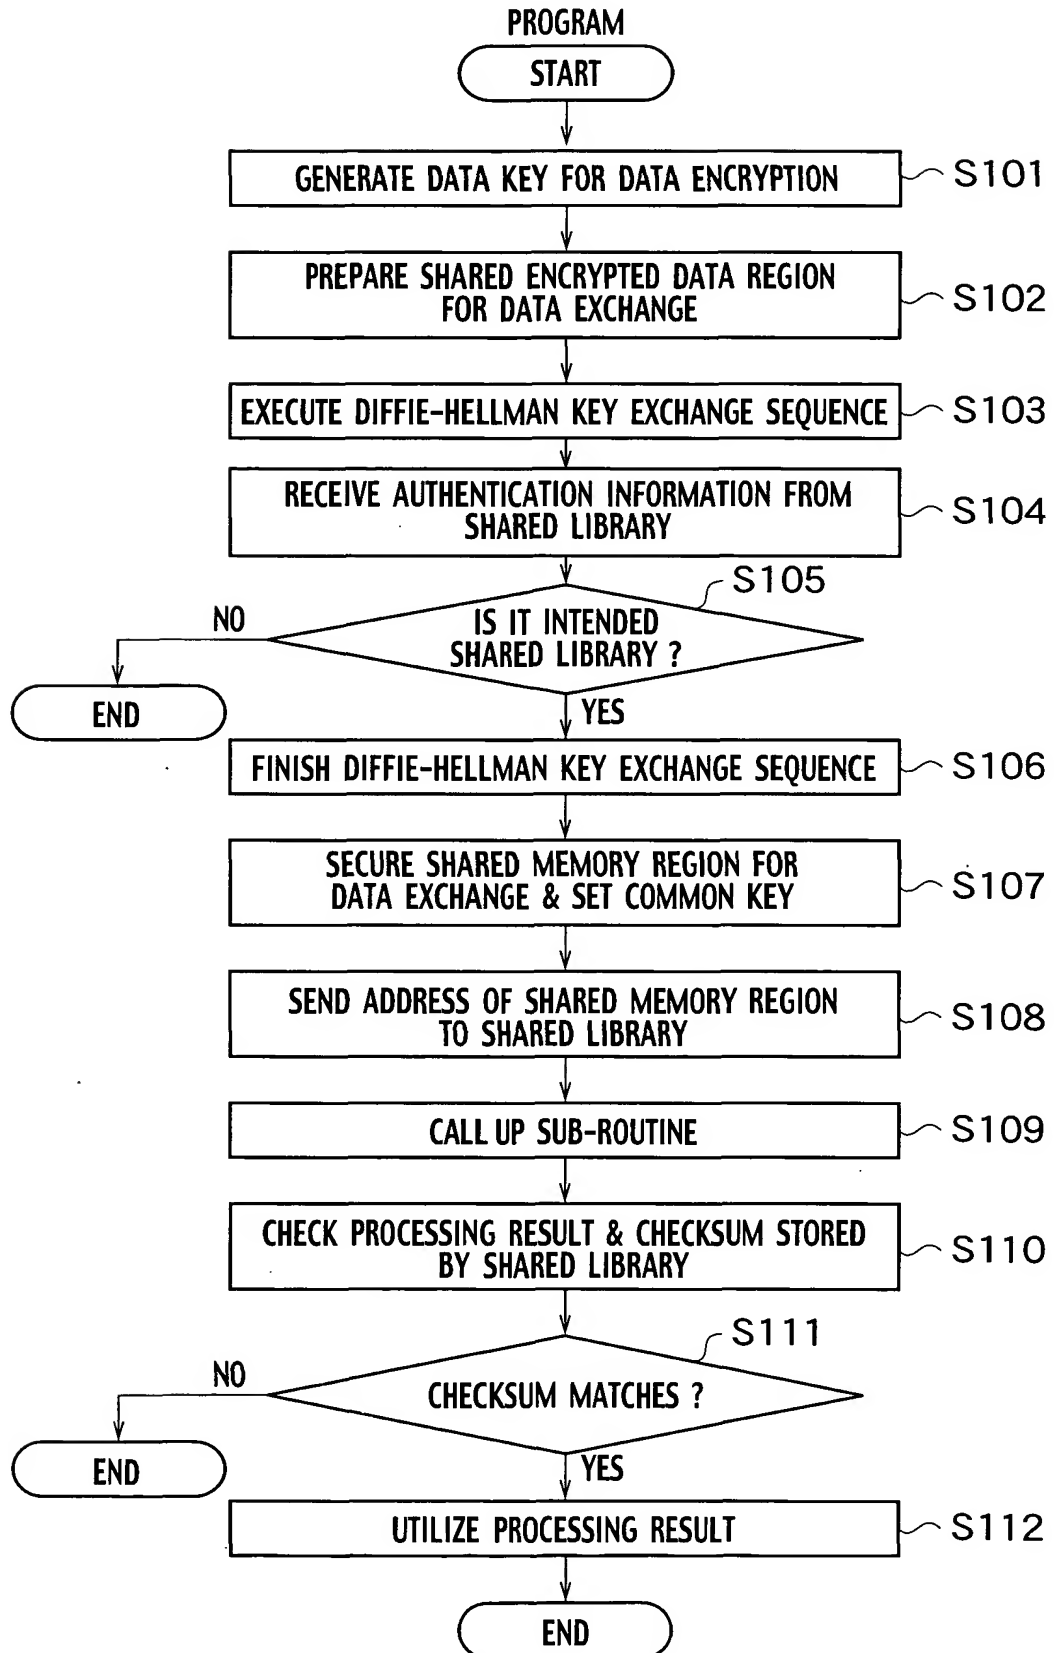 PROGRAM
START
GENERATE DATA KEY FOR DATA ENCRYPTION
S101
PREPARE SHARED ENCRYPTED DATA REGION
FOR DATA EXCHANGE
S102
EXECUTE DIFFIE-HELLMAN KEY EXCHANGE SEQUENCE
S103
RECEIVE AUTHENTICATION INFORMATION FROM
SHARED LIBRARY
S104
S105
NO
IS IT INTENDED
SHARED LIBRARY ?
END
YES
FINISH DIFFIE-HELLMAN KEY EXCHANGE SEQUENCE
S106
SECURE SHARED MEMORY REGION FOR
DATA EXCHANGE & SET COMMON KEY
S107
SEND ADDRESS OF SHARED MEMORY REGION
TO SHARED LIBRARY
S108
CALL UP SUB-ROUTINE
S109
CHECK PROCESSING RESULT & CHECKSUM STORED
BY SHARED LIBRARY
S110
S111
NO
CHECKSUM MATCHES ?
END
YES
UTILIZE PROCESSING RESULT
S112
END